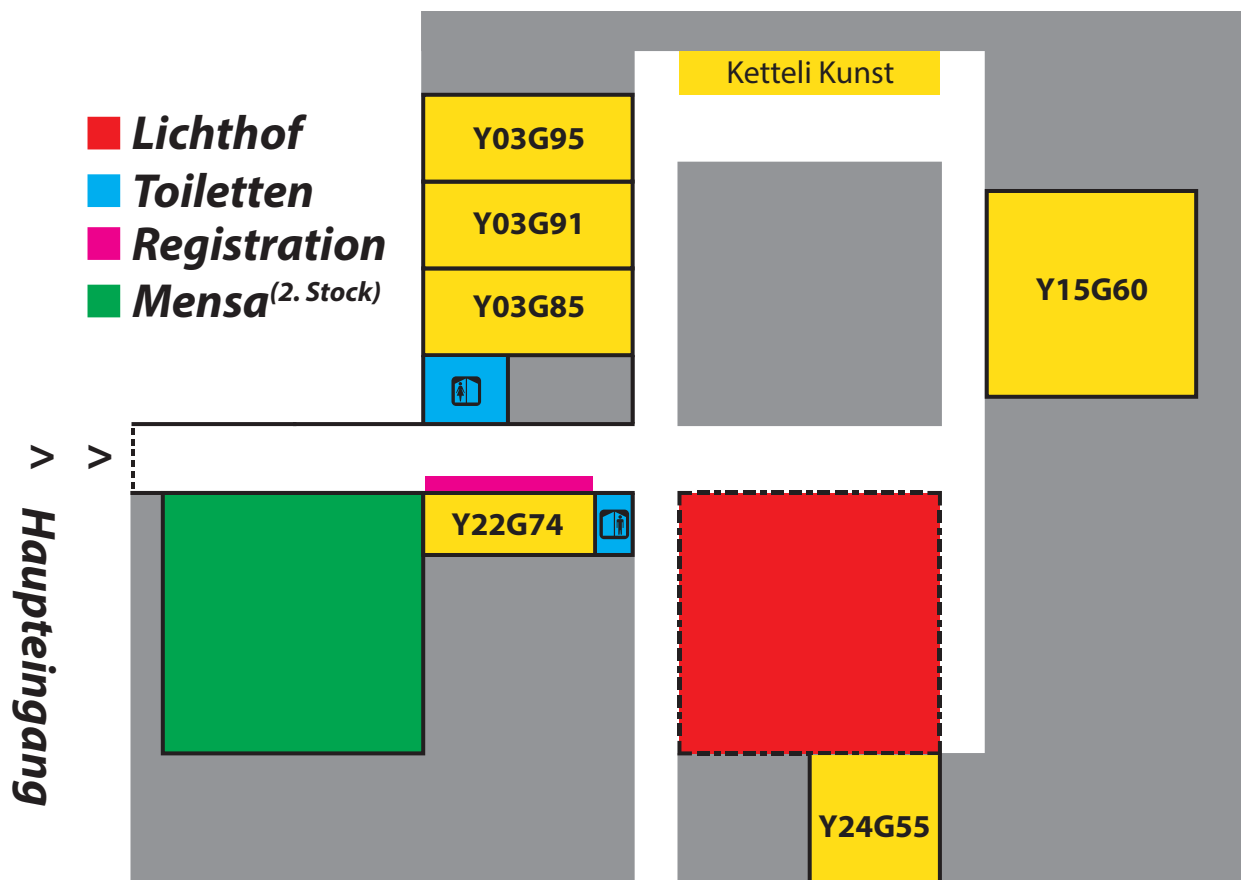 Ketteli Kunst
Lichthof
Toiletten
Registration
Mensa(2. Stock)
Y03G95
Y03G91
Y03G85
Y15G60
> >
Haupteingang
Y22G74
Y24G55